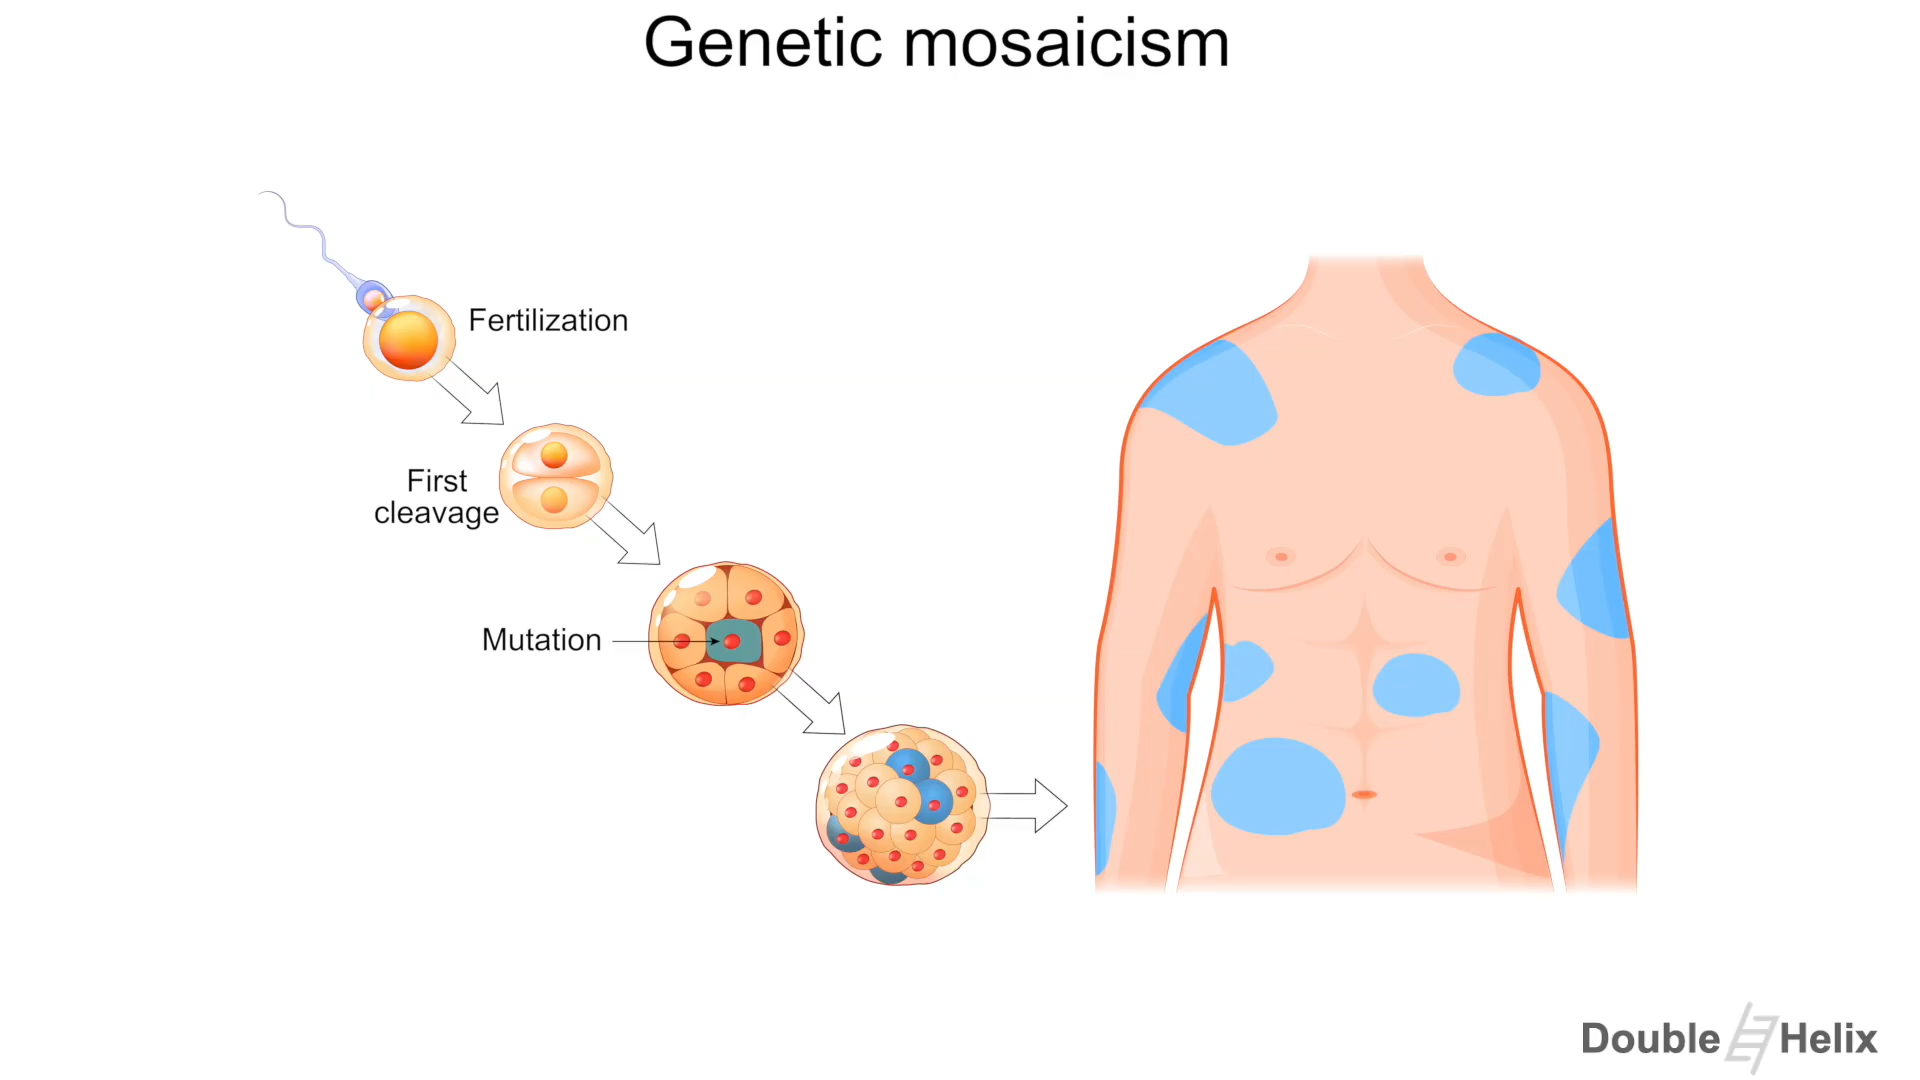 Genetic mosaicism
Fertilization
First
cleavage
Mutation
Double Helix